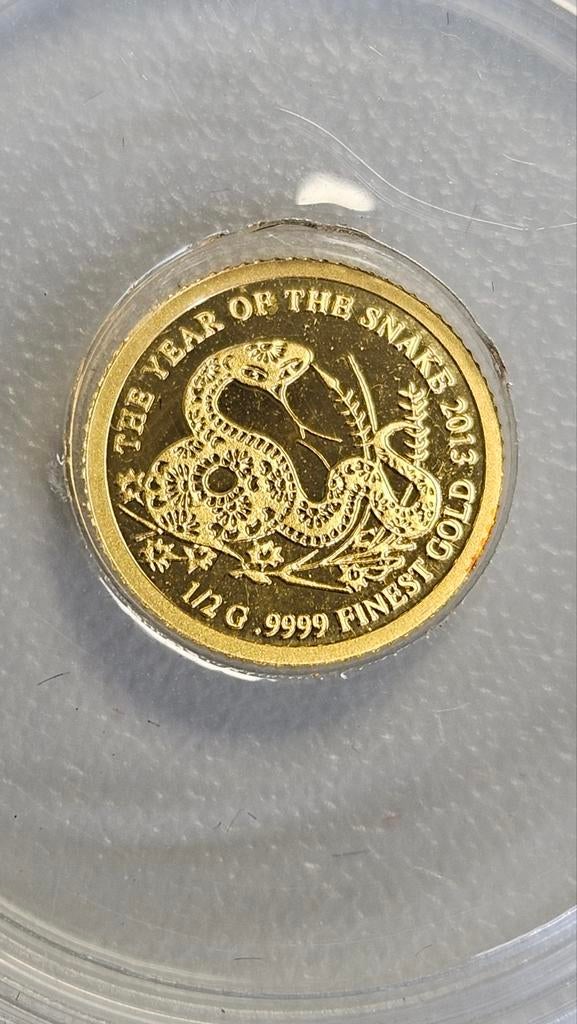 THE YEAR OF THE SNAKE 2013
1/2 G .9999 FINEST GOLD